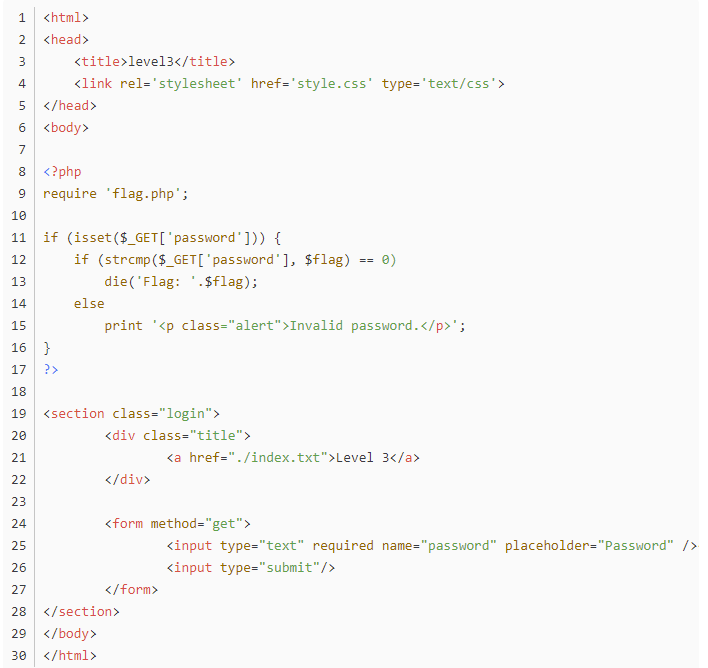 1 <html>
2 <head>
3     <title>level3</title>
4     <link rel='stylesheet' href='style.css' type='text/css'>
5 </head>
6 <body>
7
8 <?php
9 require 'flag.php';
10
11 if (isset($_GET['password'])) {
12     if (strcmp($_GET['password'], $flag) == 0)
13         die('Flag: '.$flag);
14     else
15         print '<p class="alert">Invalid password.</p>';
16 }
17 ?>
18
19 <section class="login">
20         <div class="title">
21                 <a href="./index.txt">Level 3</a>
22         </div>
23
24         <form method="get">
25                 <input type="text" required name="password" placeholder="Password" />
26                 <input type="submit"/>
27         </form>
28 </section>
29 </body>
30 </html>